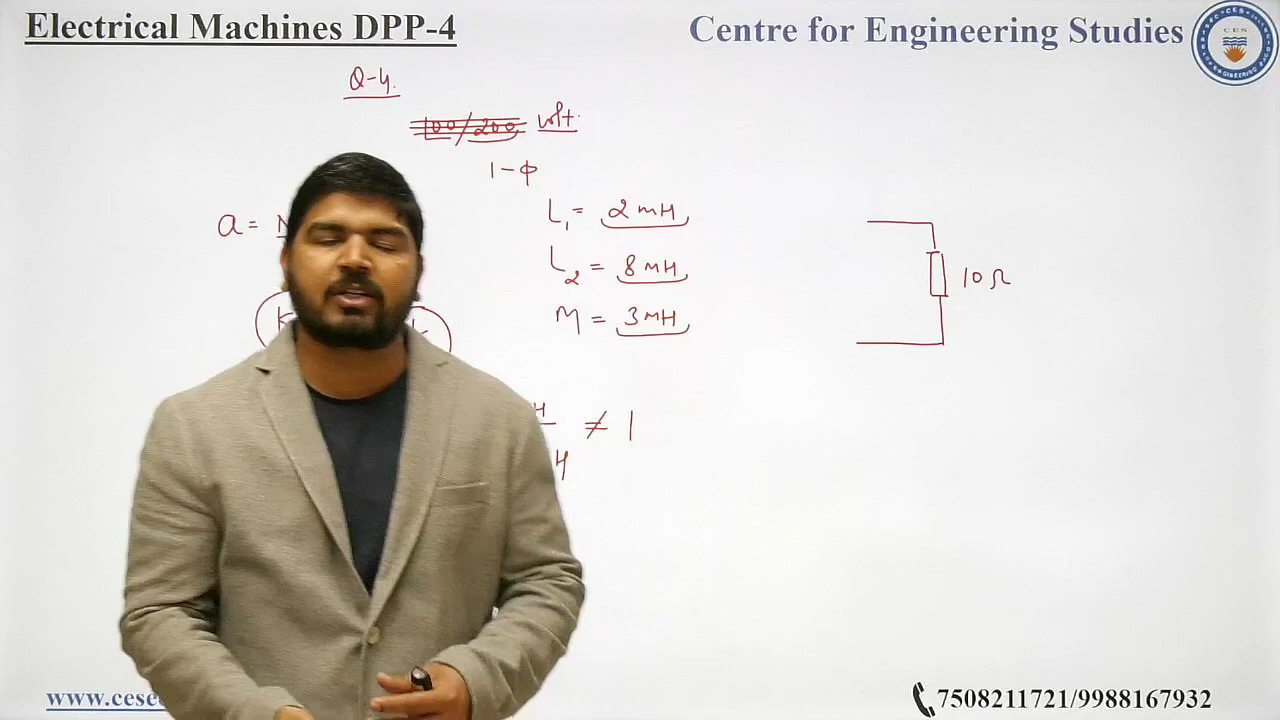 Electrical Machines DPP-4
Centre for Engineering Studies
CES
Q-4.
100/200 volt.
1-ϕ
a = N
L₁ = 2 mH
L₂ = 8 mH
M = 3 mH
10 Ω
K
k
H
≠ 1
H
www.cese
7508211721/9988167932